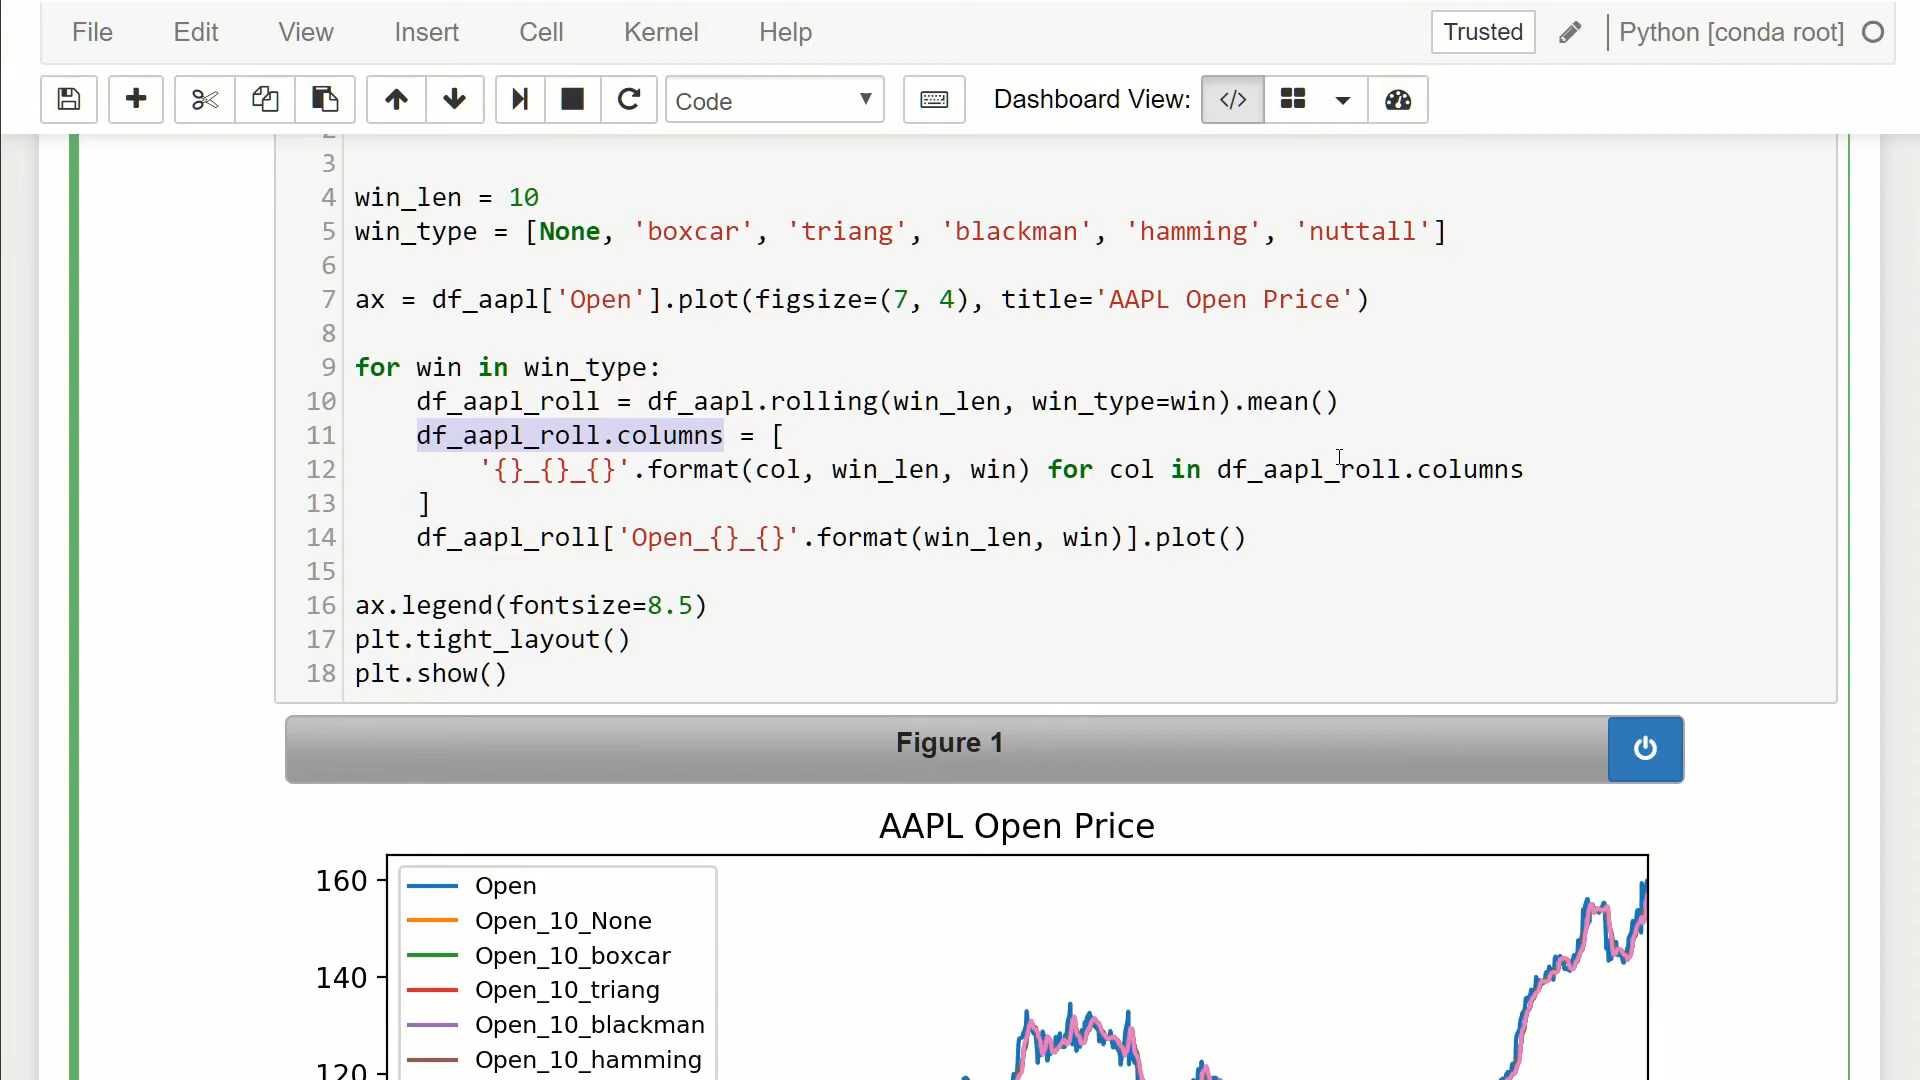 File Edit View Insert Cell Kernel Help Trusted Python [conda root]
Code Dashboard View: </>
2
3
4 win_len = 10
5 win_type = [None, 'boxcar', 'triang', 'blackman', 'hamming', 'nuttall']
6
7 ax = df_aapl['Open'].plot(figsize=(7, 4), title='AAPL Open Price')
8
9 for win in win_type:
10 df_aapl_roll = df_aapl.rolling(win_len, win_type=win).mean()
11 df_aapl_roll.columns = [
12 '{}_{}_{}'.format(col, win_len, win) for col in df_aapl_roll.columns
13 ]
14 df_aapl_roll['Open_{}_{}'.format(win_len, win)].plot()
15
16 ax.legend(fontsize=8.5)
17 plt.tight_layout()
18 plt.show()
Figure 1
AAPL Open Price
160
Open
Open_10_None
Open_10_boxcar
140
Open_10_triang
Open_10_blackman
Open_10_hamming
120